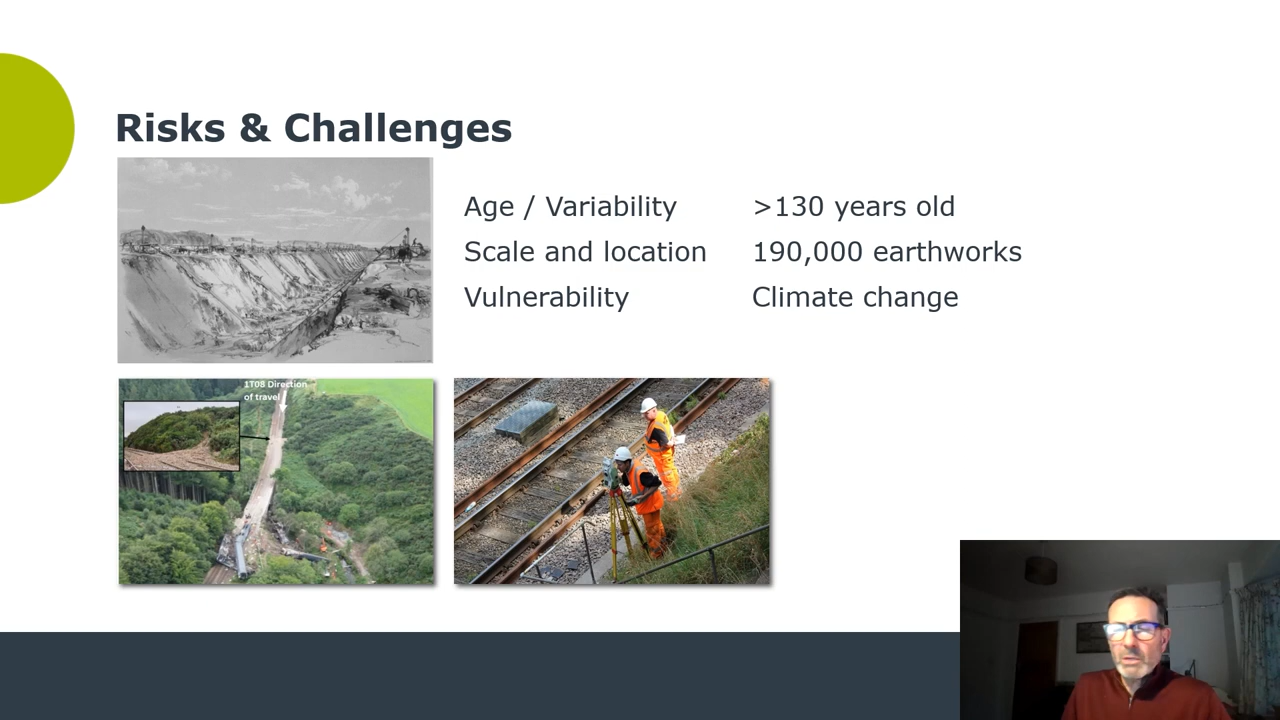 Risks & Challenges
Age / Variability >130 years old
Scale and location 190,000 earthworks
Vulnerability Climate change
1T08 Direction
of travel